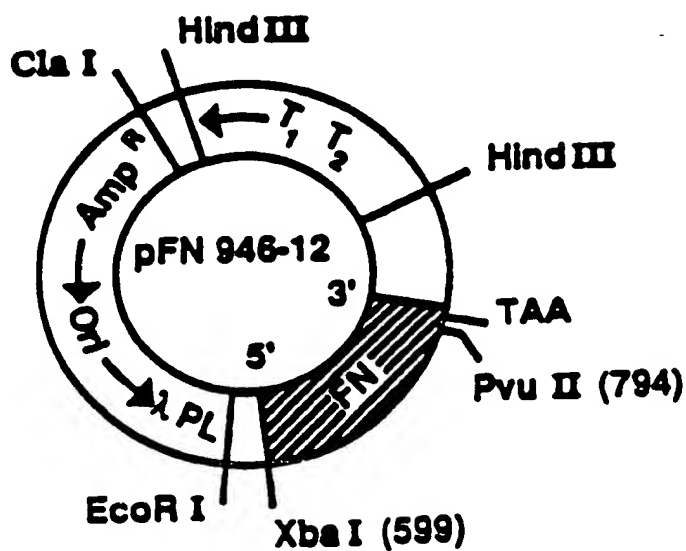 Hind III
Cla I
T1 T2
Amp R
Hind III
pFN 946-12
3'
TAA
Ori
5'
FN
Pvu II (794)
λ PL
EcoR I
Xba I (599)